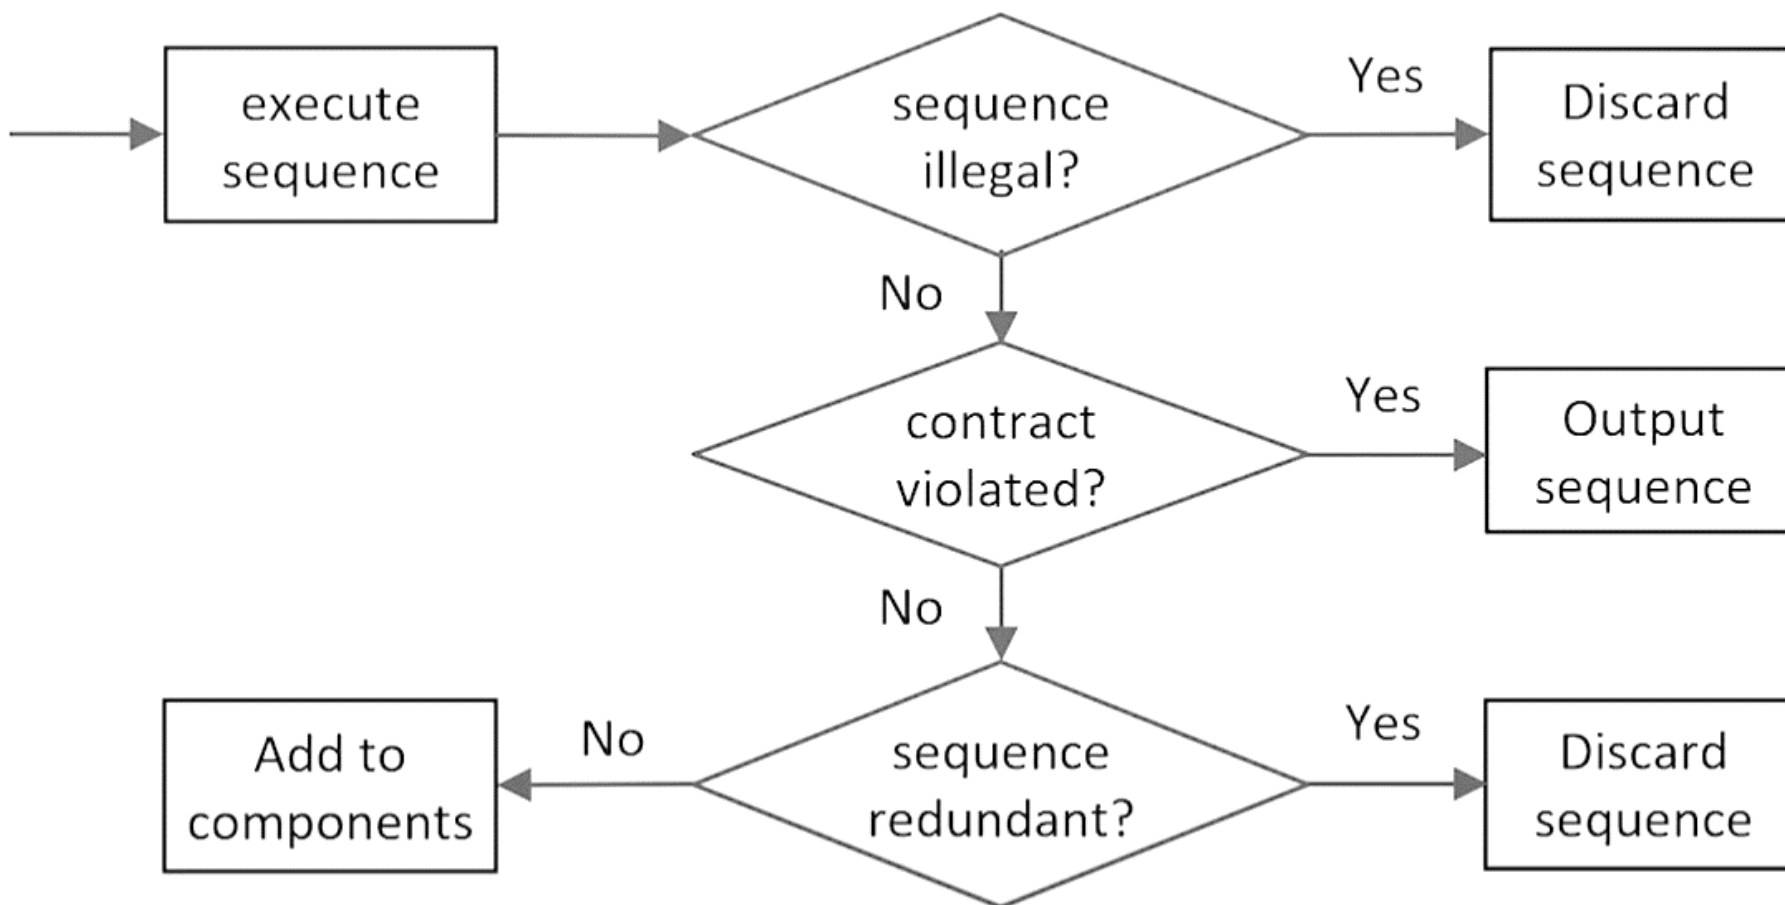 execute
sequence
sequence
illegal?
Yes
Discard
sequence
No
contract
violated?
Yes
Output
sequence
No
Add to
components
No
sequence
redundant?
Yes
Discard
sequence